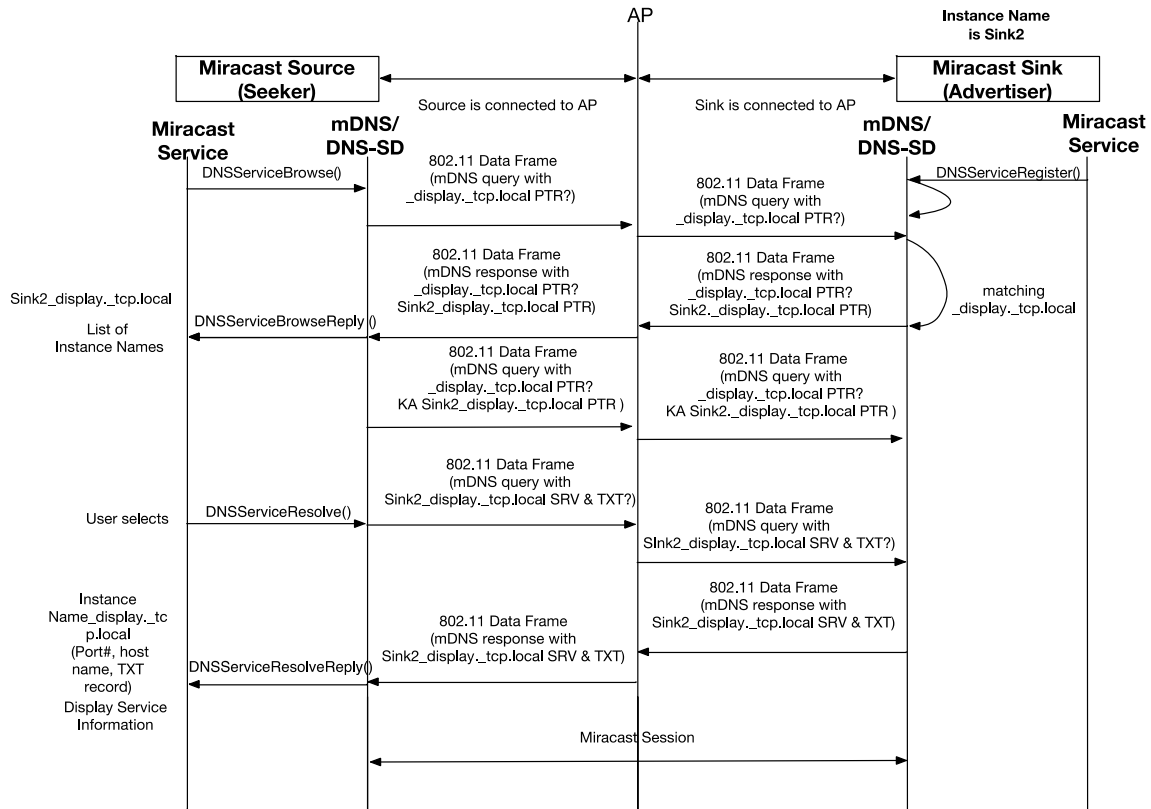 AP
Instance Name
is Sink2
Miracast Source
(Seeker)
Miracast Sink
(Advertiser)
Source is connected to AP
Sink is connected to AP
Miracast
Service
mDNS/
DNS-SD
mDNS/
DNS-SD
Miracast
Service
DNSServiceBrowse()
802.11 Data Frame
(mDNS query with
_display._tcp.local PTR?)
802.11 Data Frame
(mDNS query with
_display._tcp.local PTR?)
DNSServiceRegister()
802.11 Data Frame
(mDNS response with
_display._tcp.local PTR?
Sink2_display._tcp.local PTR)
802.11 Data Frame
(mDNS response with
_display._tcp.local PTR?
Sink2._display._tcp.local PTR)
matching
_display._tcp.local
Sink2_display._tcp.local
DNSServiceBrowseReply()
List of
Instance Names
802.11 Data Frame
(mDNS query with
_display._tcp.local PTR?
KA Sink2_display._tcp.local PTR )
802.11 Data Frame
(mDNS query with
_display._tcp.local PTR?
KA Sink2._display._tcp.local PTR )
802.11 Data Frame
(mDNS query with
Sink2_display._tcp.local SRV & TXT?)
User selects
DNSServiceResolve()
802.11 Data Frame
(mDNS query with
SInk2_display._tcp.local SRV & TXT?)
802.11 Data Frame
(mDNS response with
Sink2_display._tcp.local SRV & TXT)
Instance
Name_display._tc
p.local
(Port#, host
name, TXT
record)
802.11 Data Frame
(mDNS response with
Sink2_display._tcp.local SRV & TXT)
DNSServiceResolveReply()
Display Service
Information
Miracast Session